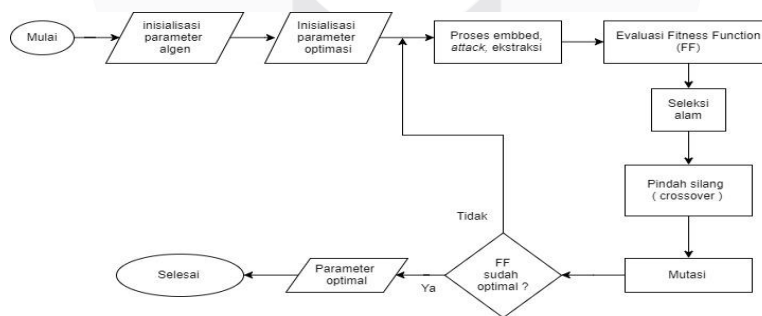 Mulai
inisialisasi
parameter
algen
Inisialisasi
parameter
optimasi
Proses embbed,
attack, ekstraksi
Evaluasi Fitness Function
(FF)
Seleksi
alam
Pindah silang
( crossover )
Mutasi
FF
sudah
optimal ?
Tidak
Ya
Parameter
optimal
Selesai